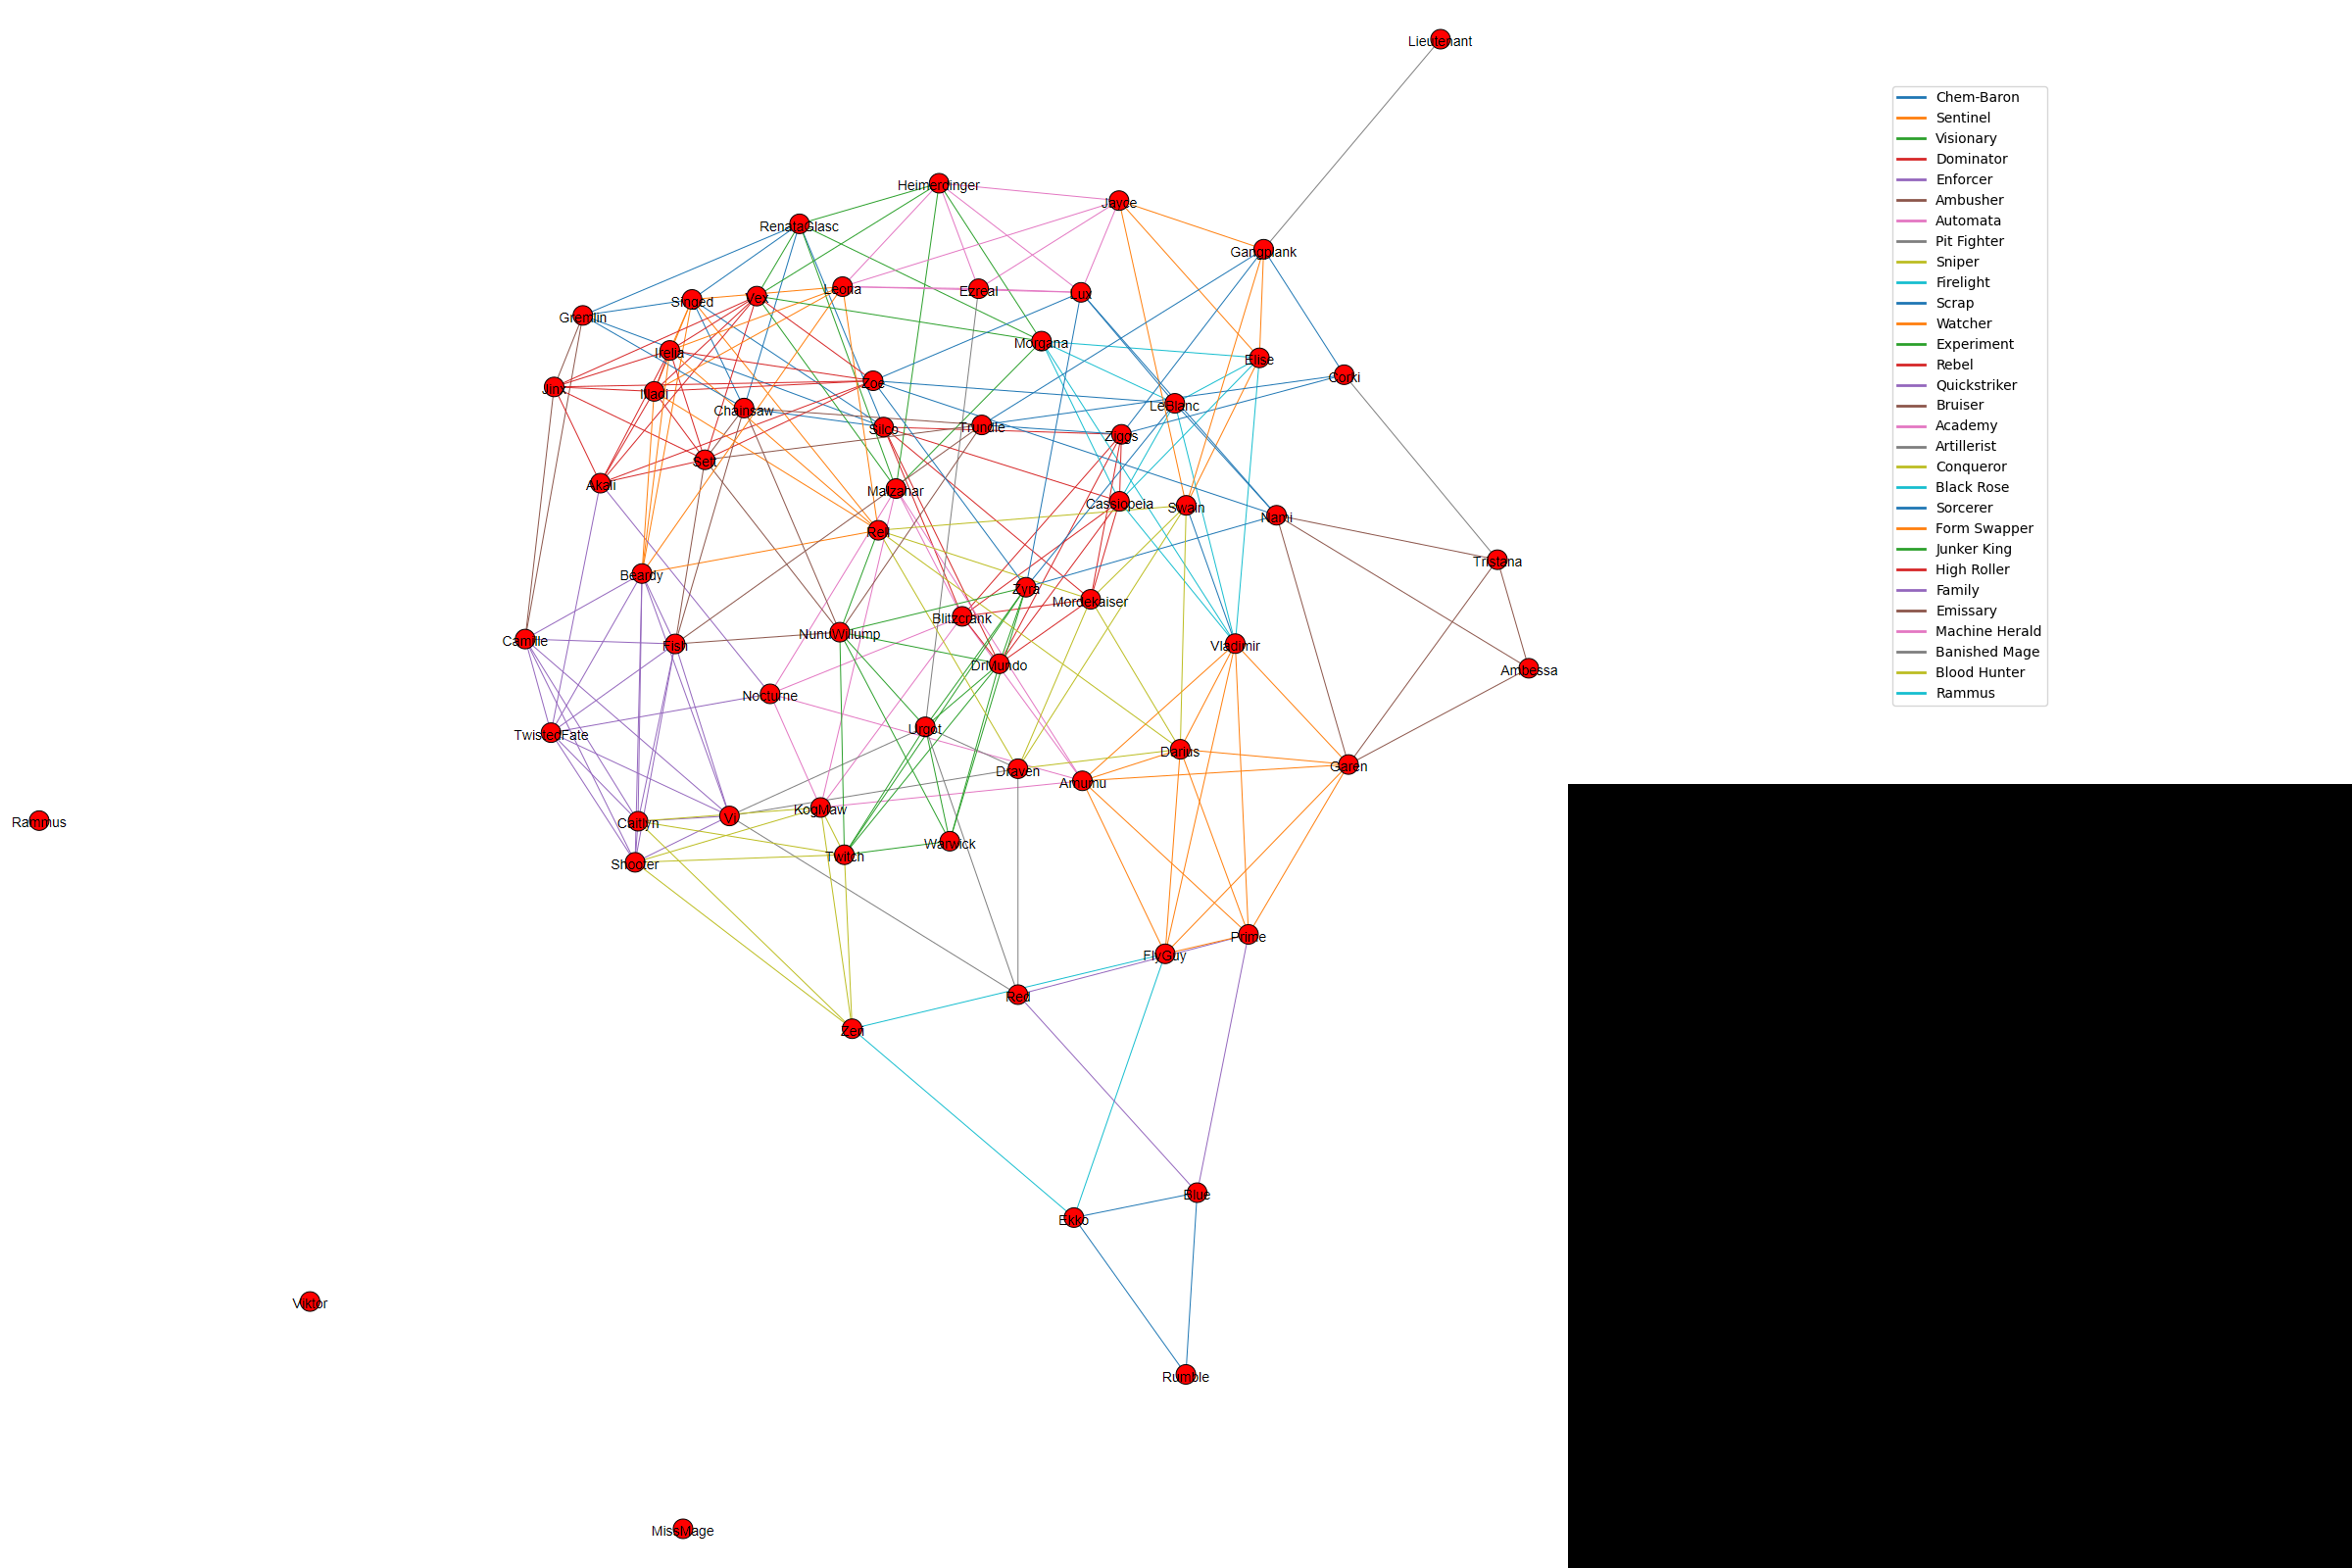 Lieutenant
Heimerdinger
Jayce
RenataGlasc
Gangplank
Leona
Ezreal
Lux
Singed
Vex
Gremlin
Morgana
Irelia
Elise
Jinx
Illaoi
Zoe
Corki
Chainsaw
LeBlanc
Silco
Trundle
Ziggs
Sett
Akali
Malzahar
Cassiopeia
Swain
Nami
Rell
Tristana
Beardy
Zyra
Mordekaiser
Blitzcrank
NunuWillump
Camille
Fish
Vladimir
DrMundo
Ambessa
Nocturne
Urgot
TwistedFate
Darius
Garen
Draven
Amumu
KogMaw
Vi
Caitlyn
Rammus
Warwick
Twitch
Shooter
Prime
FlyGuy
Red
Zeri
Blue
Ekko
Viktor
Rumble
MissMage
Chem-Baron
Sentinel
Visionary
Dominator
Enforcer
Ambusher
Automata
Pit Fighter
Sniper
Firelight
Scrap
Watcher
Experiment
Rebel
Quickstriker
Bruiser
Academy
Artillerist
Conqueror
Black Rose
Sorcerer
Form Swapper
Junker King
High Roller
Family
Emissary
Machine Herald
Banished Mage
Blood Hunter
Rammus